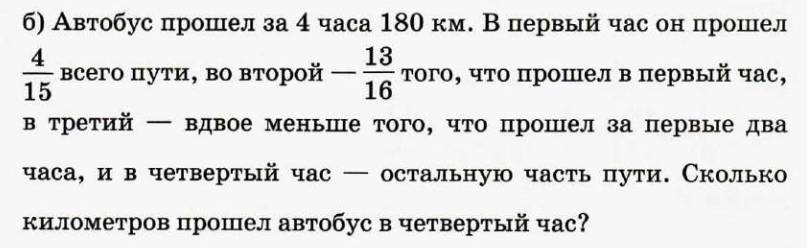 б) Автобус прошел за 4 часа 180 км. В первый час он прошел
4/15 всего пути, во второй — 13/16 того, что прошел в первый час,
в третий — вдвое меньше того, что прошел за первые два
часа, и в четвертый час — остальную часть пути. Сколько
километров прошел автобус в четвертый час?